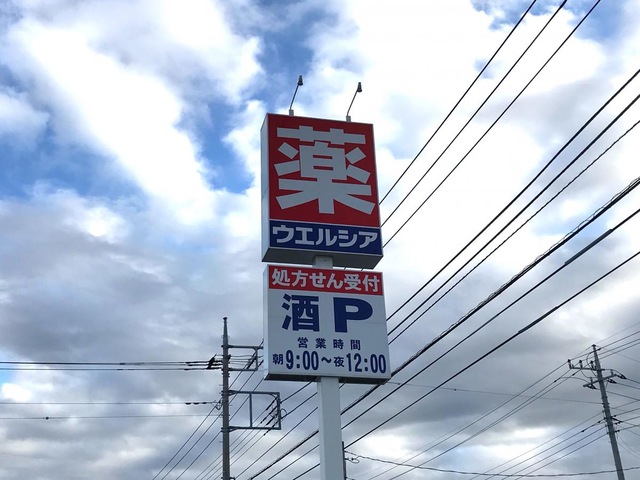 薬
ウエルシア
処方せん受付
酒 P
営業時間
朝9:00〜夜12:00